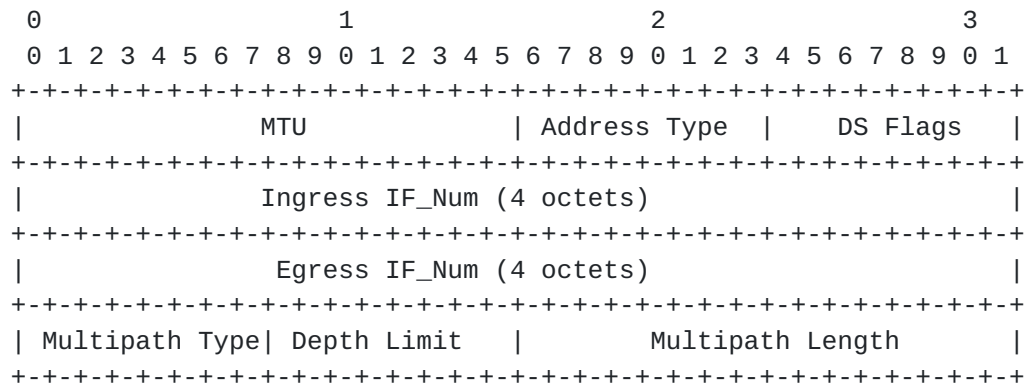 0                   1                   2                   3
 0 1 2 3 4 5 6 7 8 9 0 1 2 3 4 5 6 7 8 9 0 1 2 3 4 5 6 7 8 9 0 1
+-+-+-+-+-+-+-+-+-+-+-+-+-+-+-+-+-+-+-+-+-+-+-+-+-+-+-+-+-+-+-+-+
|               MTU             | Address Type  |    DS Flags   |
+-+-+-+-+-+-+-+-+-+-+-+-+-+-+-+-+-+-+-+-+-+-+-+-+-+-+-+-+-+-+-+-+
|               Ingress IF_Num (4 octets)                       |
+-+-+-+-+-+-+-+-+-+-+-+-+-+-+-+-+-+-+-+-+-+-+-+-+-+-+-+-+-+-+-+-+
|                Egress IF_Num (4 octets)                       |
+-+-+-+-+-+-+-+-+-+-+-+-+-+-+-+-+-+-+-+-+-+-+-+-+-+-+-+-+-+-+-+-+
| Multipath Type| Depth Limit   |        Multipath Length       |
+-+-+-+-+-+-+-+-+-+-+-+-+-+-+-+-+-+-+-+-+-+-+-+-+-+-+-+-+-+-+-+-+